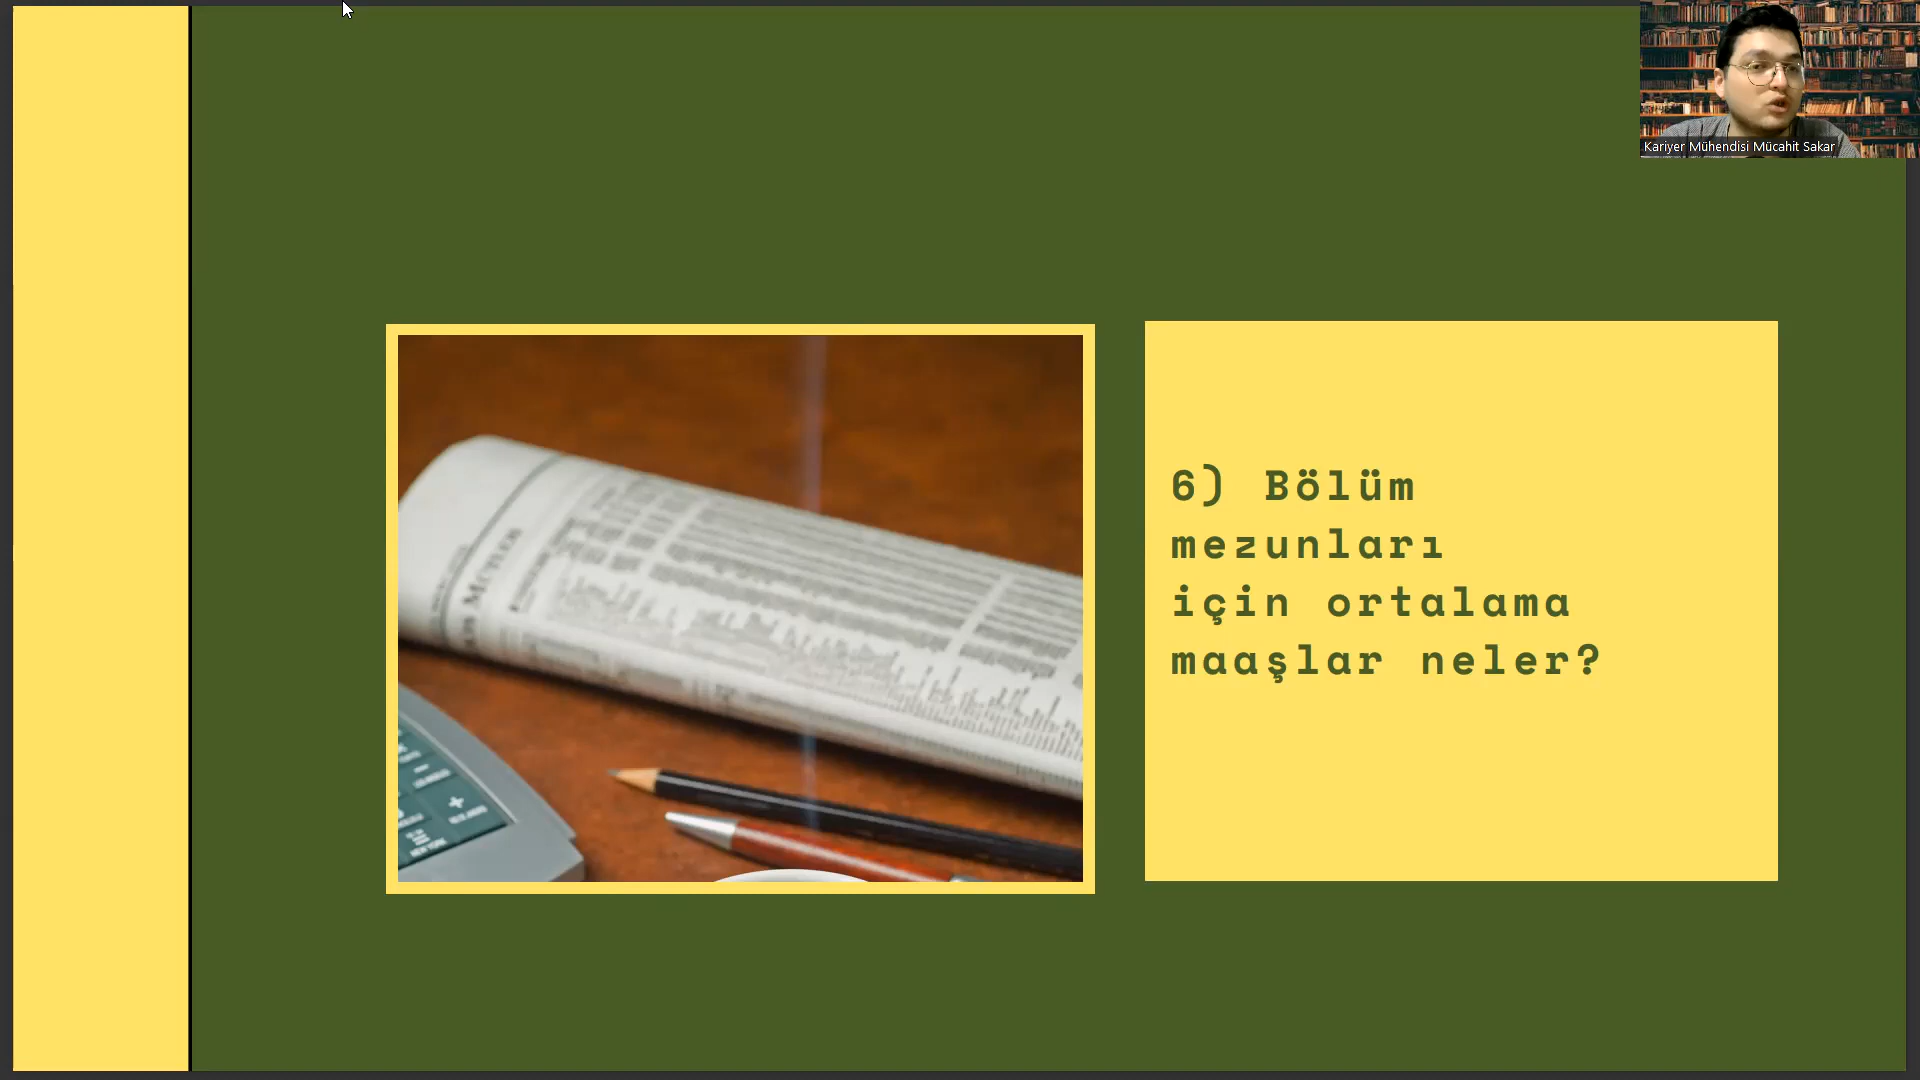 Kariyer Mühendisi Mücahit Sakar
6) Bölüm
mezunları
için ortalama
maaşlar neler?